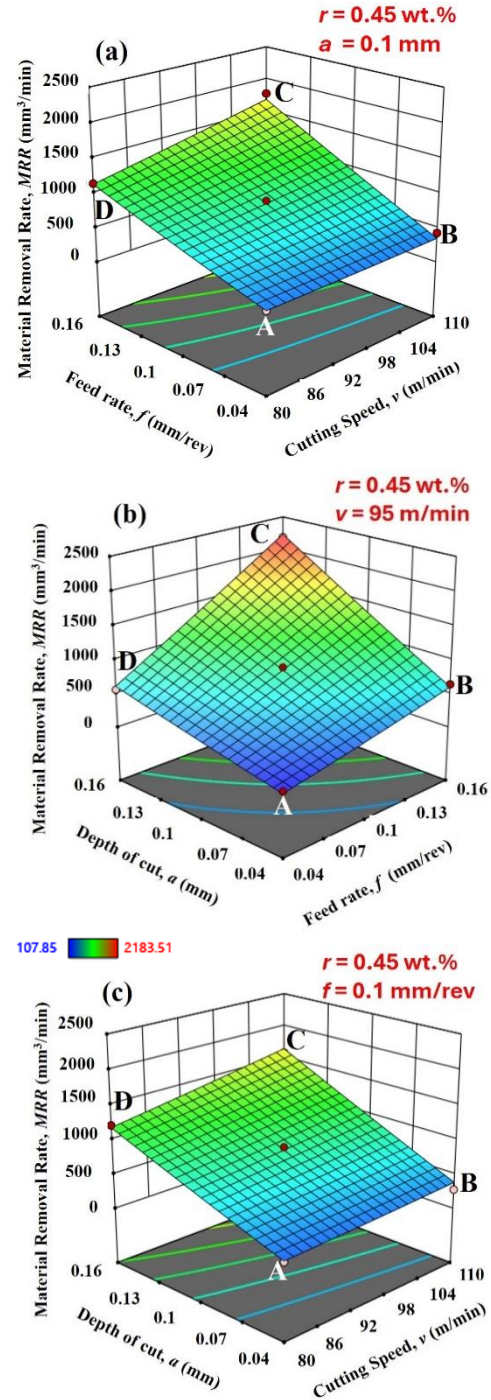 (a)
r = 0.45 wt.%
a = 0.1 mm
Material Removal Rate, MRR (mm³/min)
2500
2000
1500
1000
500
0
C
D
B
A
0.16
0.13
0.1
0.07
0.04
Feed rate, f (mm/rev)
80
86
92
98
104
110
Cutting Speed, v (m/min)
(b)
r = 0.45 wt.%
v = 95 m/min
Material Removal Rate, MRR (mm³/min)
2500
2000
1500
1000
500
0
C
D
B
A
0.16
0.13
0.1
0.07
0.04
Depth of cut, a (mm)
0.04
0.07
0.1
0.13
0.16
Feed rate, f (mm/rev)
107.85 2183.51
(c)
r = 0.45 wt.%
f = 0.1 mm/rev
Material Removal Rate, MRR (mm³/min)
2500
2000
1500
1000
500
0
C
D
B
A
0.16
0.13
0.1
0.07
0.04
Depth of cut, a (mm)
80
86
92
98
104
110
Cutting Speed, v (m/min)